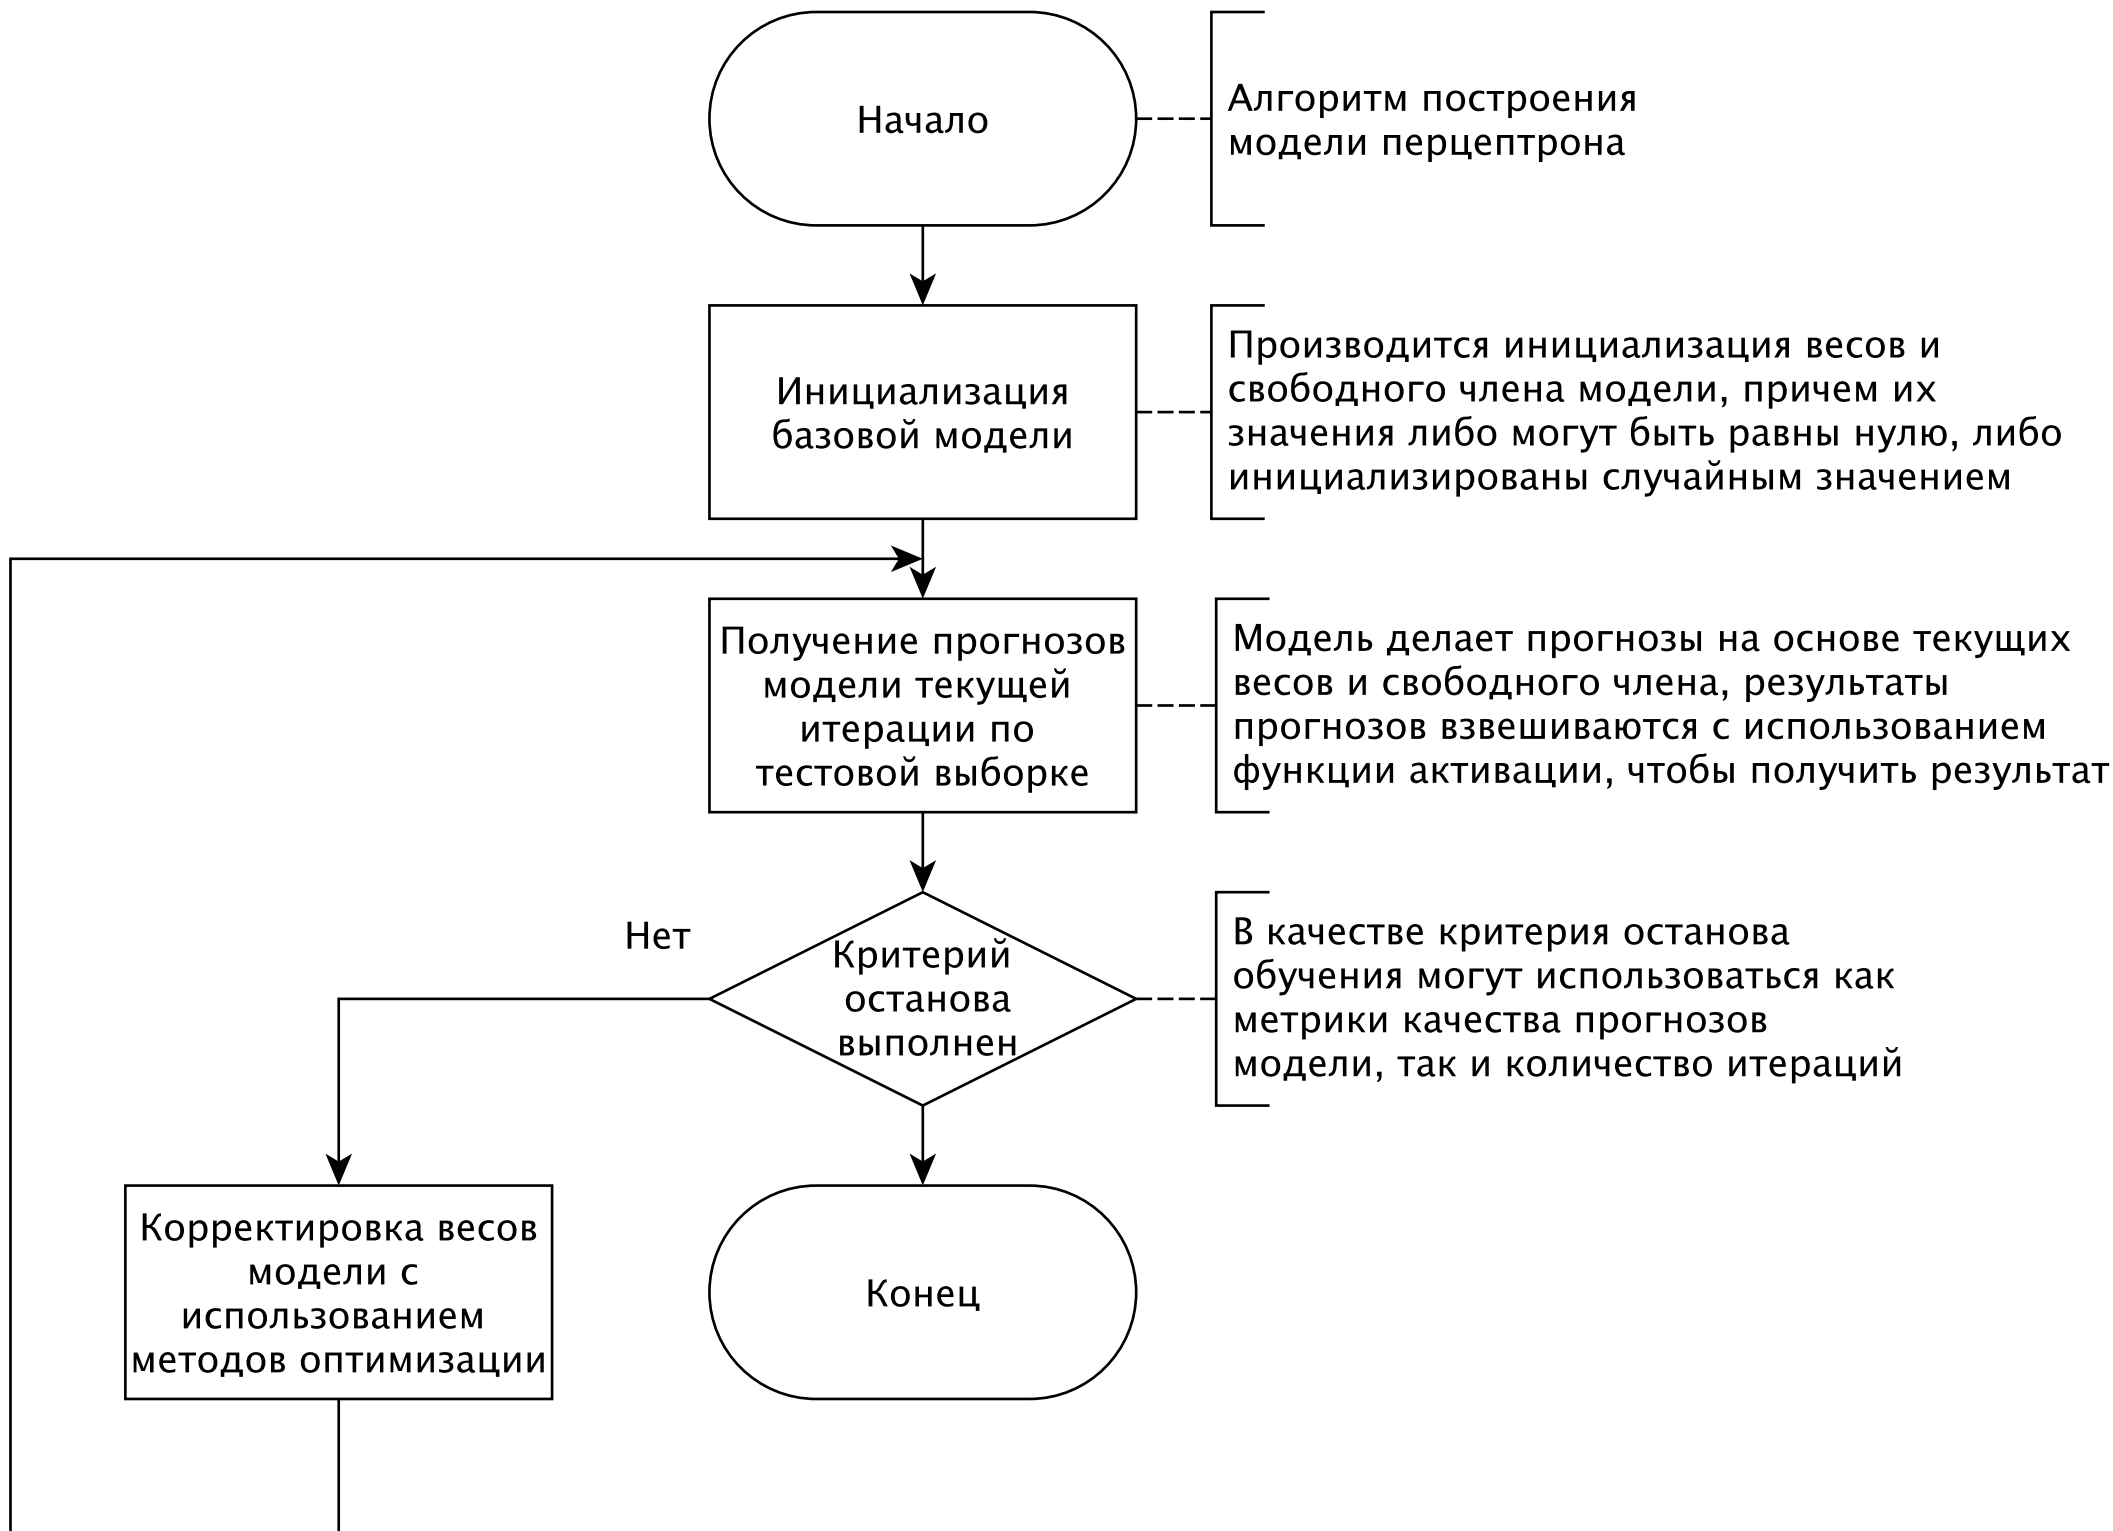 Начало
Алгоритм построения
модели перцептрона
Инициализация
базовой модели
Производится инициализация весов и
свободного члена модели, причем их
значения либо могут быть равны нулю, либо
инициализированы случайным значением
Получение прогнозов
модели текущей
итерации по
тестовой выборке
Модель делает прогнозы на основе текущих
весов и свободного члена, результаты
прогнозов взвешиваются с использованием
функции активации, чтобы получить результат
Нет
Критерий
останова
выполнен
В качестве критерия останова
обучения могут использоваться как
метрики качества прогнозов
модели, так и количество итераций
Корректировка весов
модели с
использованием
методов оптимизации
Конец